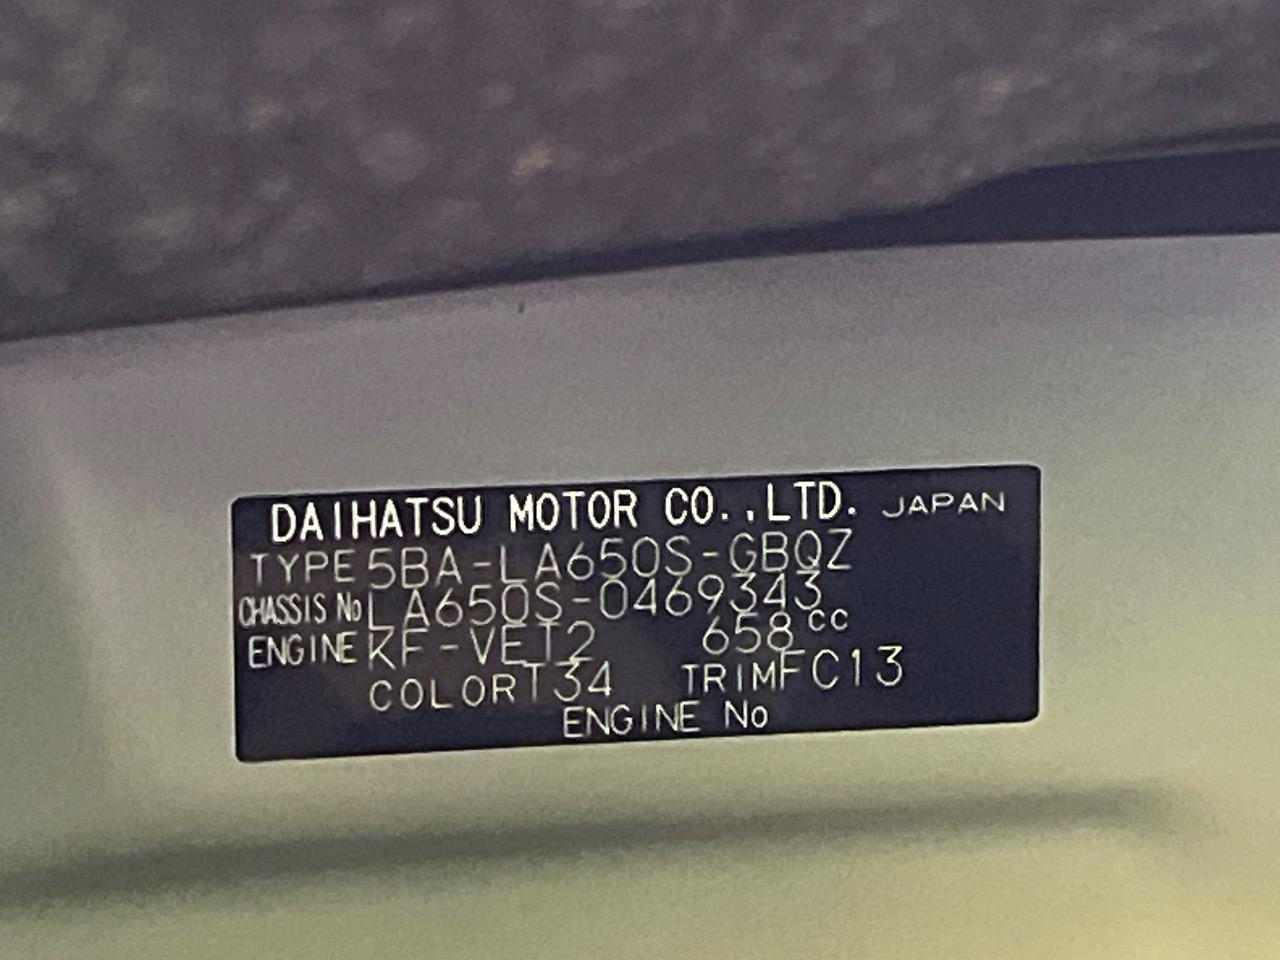 DAIHATSU MOTOR CO.,LTD. JAPAN
TYPE 5BA-LA650S-GBQZ
CHASSIS No LA650S-0469343
ENGINE KF-VET2 658cc
COLOR T34 TRIM FC13
ENGINE No